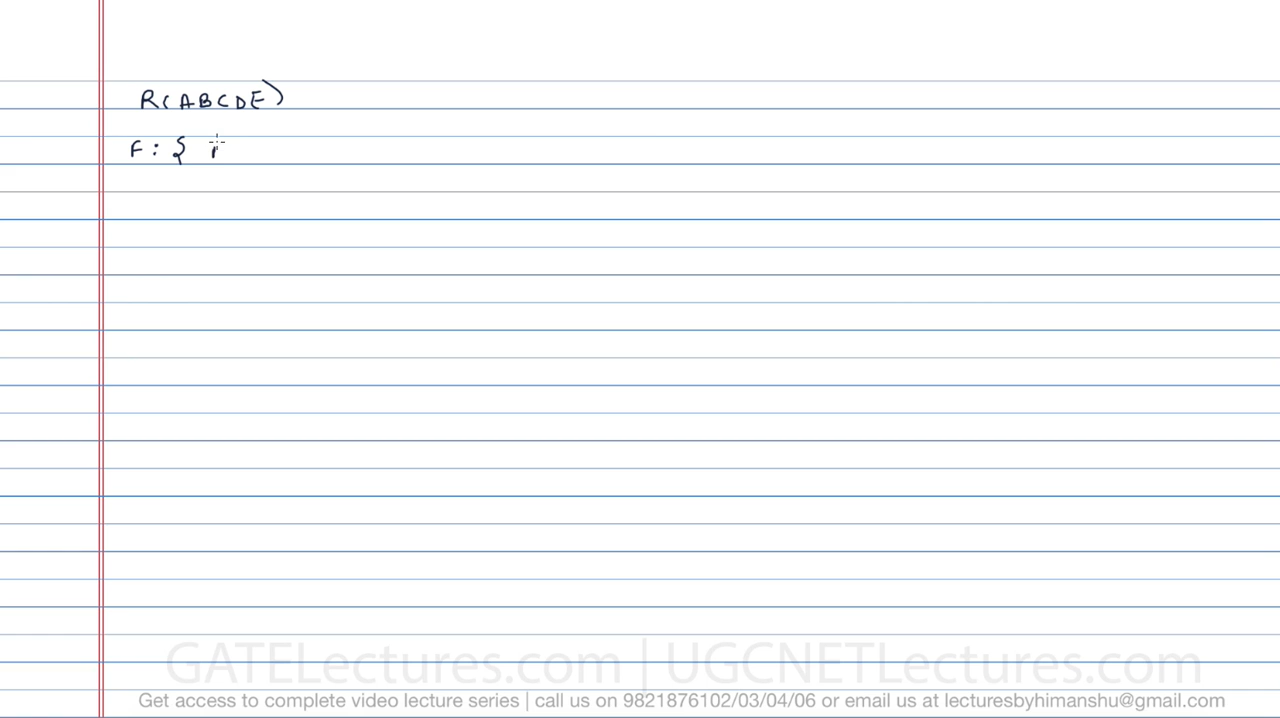 R(ABCDE)
F: {
GATELectures.com | UGCNETLectures.com
Get access to complete video lecture series | call us on 9821876102/03/04/06 or email us at lecturesbyhimanshu@gmail.com